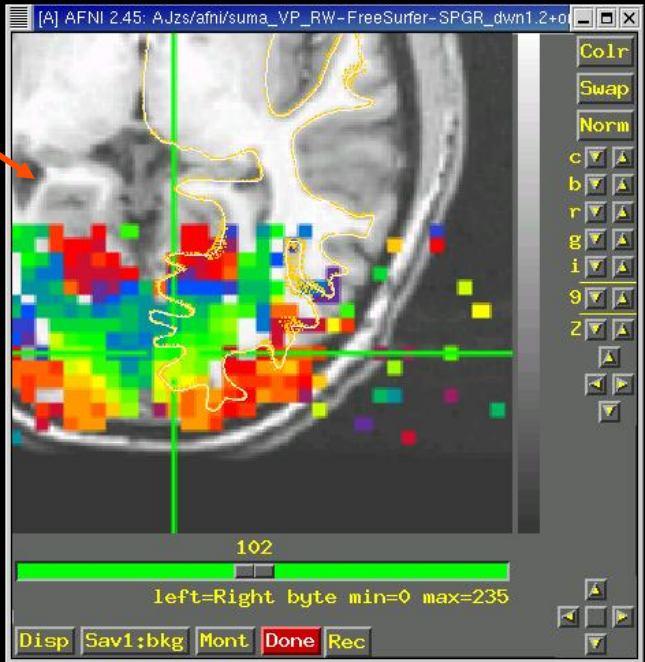 [A] AFNI 2.45: AJzs/afni/suma_VP_RW-FreeSurfer-SPGR_dwn1.2+o
Colr
Swap
Norm
c
b
r
g
i
9
Z
102
left=Right byte min=0 max=235
Disp Sav1:bkg Mont Done Rec